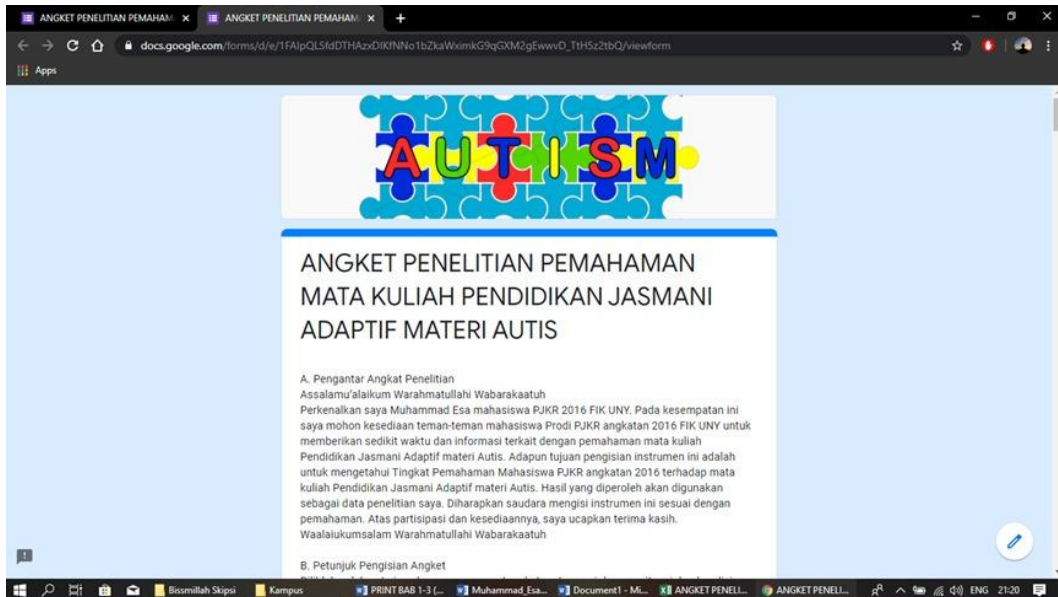 ANGKET PENELITIAN PEMAHAM
ANGKET PENELITIAN PEMAHAM
docs.google.com/forms/d/e/1FAIpQLSfdDTHAzxDIKfNNo1bZkaWximkG9qGXM2gEwwvD_TtH5z2tbQ/viewform
Apps
AUTISM
ANGKET PENELITIAN PEMAHAMAN
MATA KULIAH PENDIDIKAN JASMANI
ADAPTIF MATERI AUTIS
A. Pengantar Angkat Penelitian
Assalamu'alaikum Warahmatullahi Wabarakaatuh
Perkenalkan saya Muhammad Esa mahasiswa PJKR 2016 FIK UNY. Pada kesempatan ini
saya mohon kesediaan teman-teman mahasiswa Prodi PJKR angkatan 2016 FIK UNY untuk
memberikan sedikit waktu dan informasi terkait dengan pemahaman mata kuliah
Pendidikan Jasmani Adaptif materi Autis. Adapun tujuan pengisian instrumen ini adalah
untuk mengetahui Tingkat Pemahaman Mahasiswa PJKR angkatan 2016 terhadap mata
kuliah Pendidikan Jasmani Adaptif materi Autis. Hasil yang diperoleh akan digunakan
sebagai data penelitian saya. Diharapkan saudara mengisi instrumen ini sesuai dengan
pemahaman. Atas partisipasi dan kesediaannya, saya ucapkan terima kasih.
Waalaiukumsalam Warahmatullahi Wabarakaatuh
B. Petunjuk Pengisian Angket
Bissmillah Skipsi Kampus PRINT BAB 1-3 (... Muhammad_Esa... Document1 - Mi... ANGKET PENELI... ANGKET PENELI... ENG 21:20